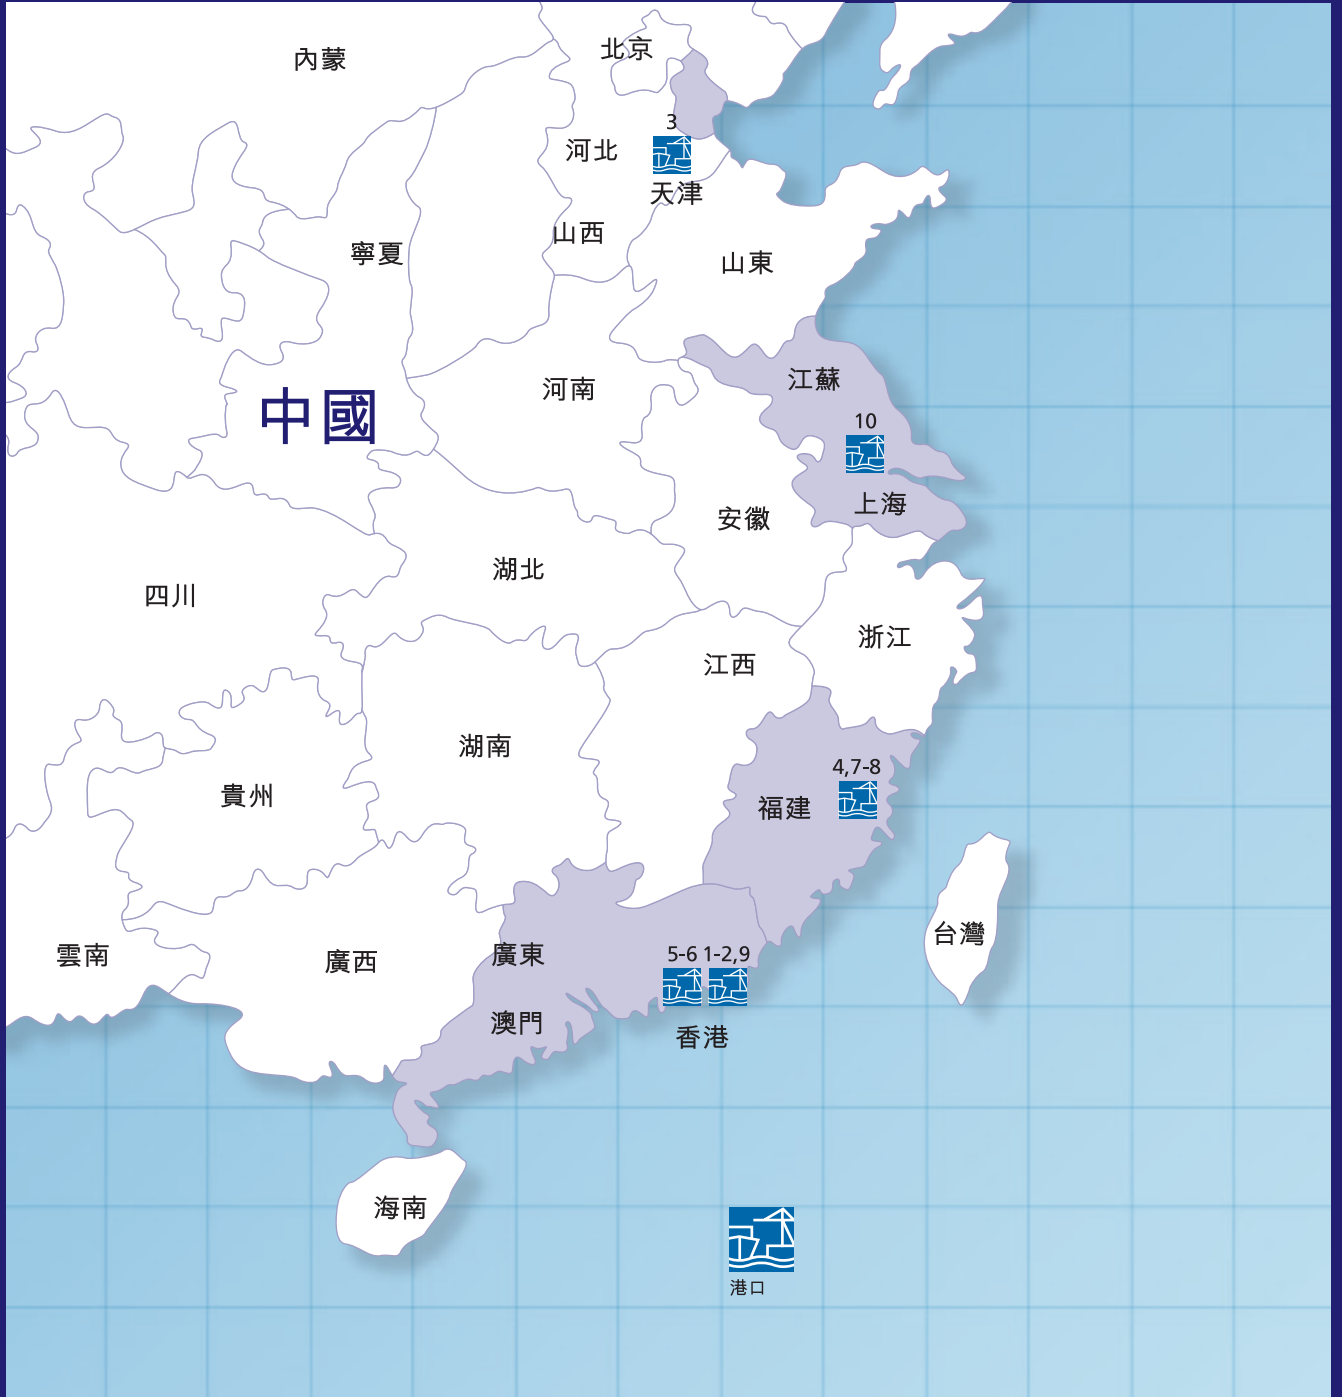 北京
內蒙
3
河北
天津
山西
寧夏
山東
江蘇
河南
中國
10
上海
安徽
湖北
四川
浙江
江西
湖南
4,7-8
貴州
福建
台灣
雲南
廣西
廣東
5-6 1-2,9
澳門
香港
海南
港口